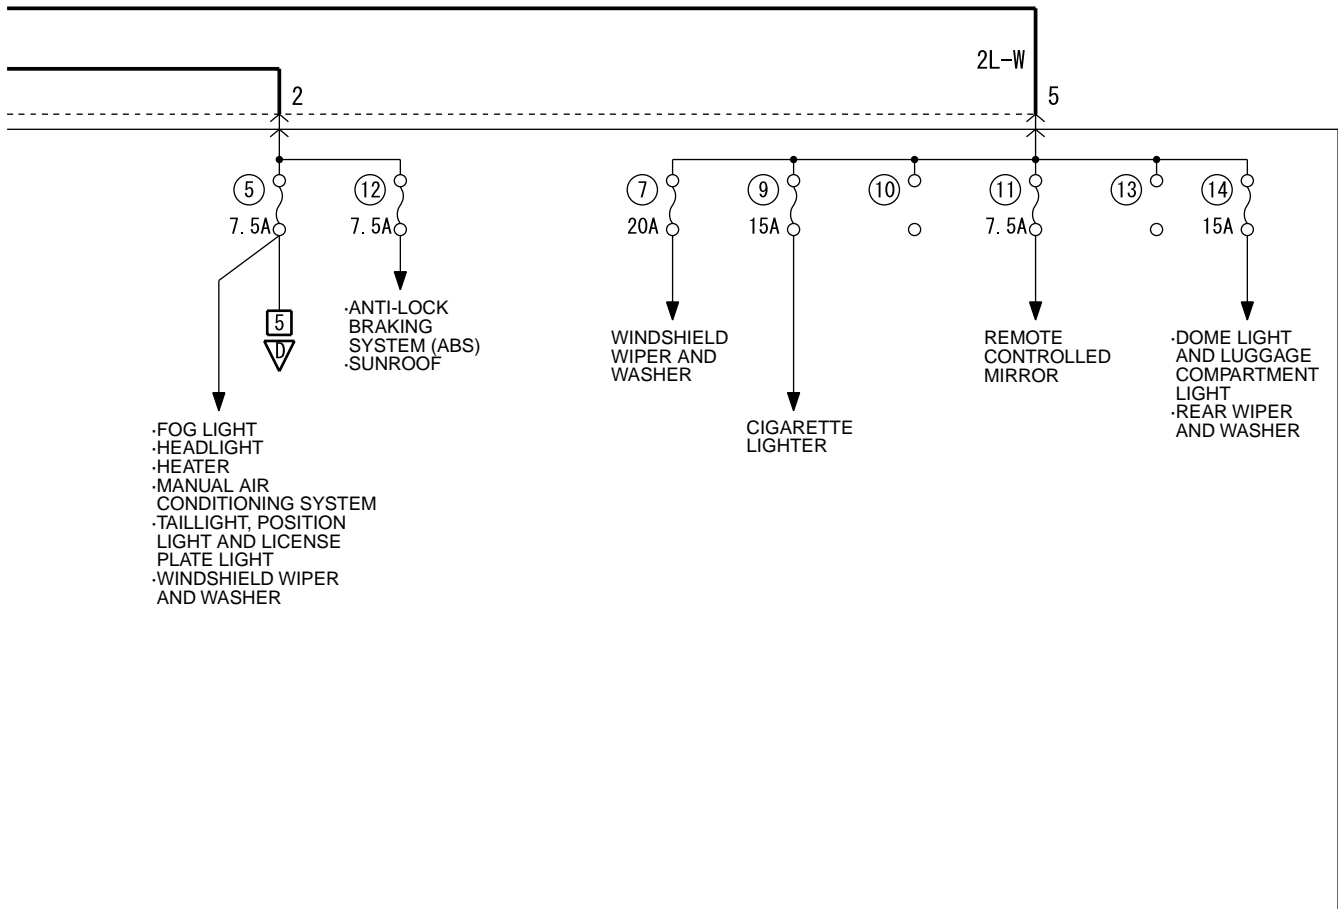 2L-W
2
5
5
12
7
9
10
11
13
14
7.5A
7.5A
20A
15A
7.5A
15A
5
D
·ANTI-LOCK
BRAKING
SYSTEM (ABS)
·SUNROOF
WINDSHIELD
WIPER AND
WASHER
REMOTE
CONTROLLED
MIRROR
·DOME LIGHT
AND LUGGAGE
COMPARTMENT
LIGHT
·REAR WIPER
AND WASHER
CIGARETTE
LIGHTER
·FOG LIGHT
·HEADLIGHT
·HEATER
·MANUAL AIR
CONDITIONING SYSTEM
·TAILLIGHT, POSITION
LIGHT AND LICENSE
PLATE LIGHT
·WINDSHIELD WIPER
AND WASHER